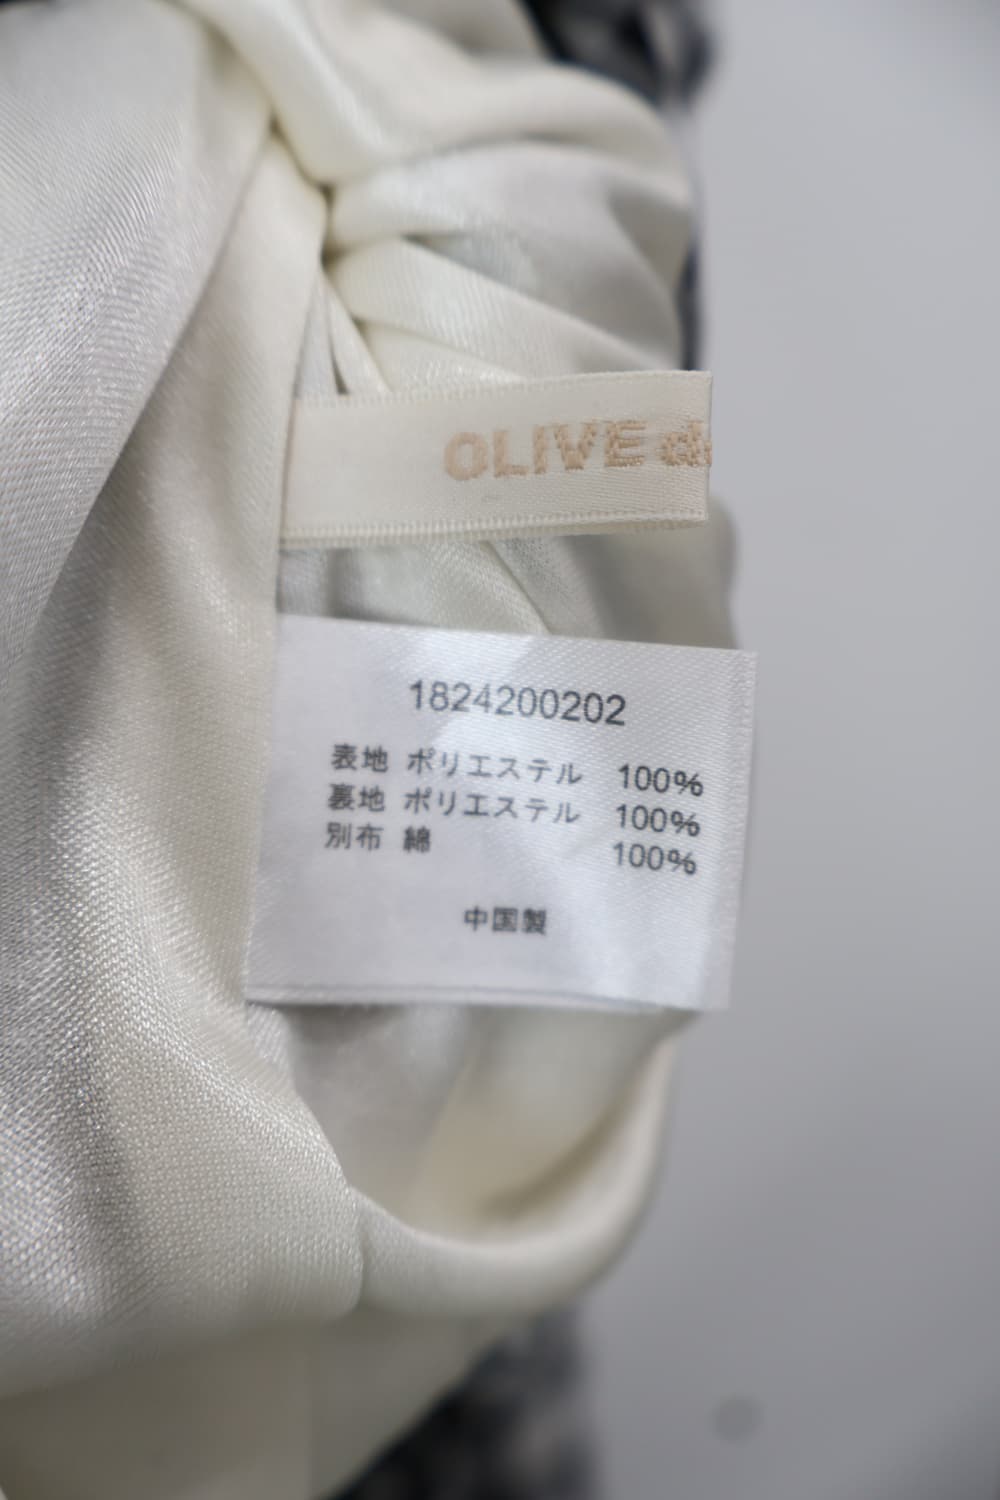 OLIVE de
1824200202
表地 ポリエステル 100%
裏地 ポリエステル 100%
別布 綿 100%
中国製